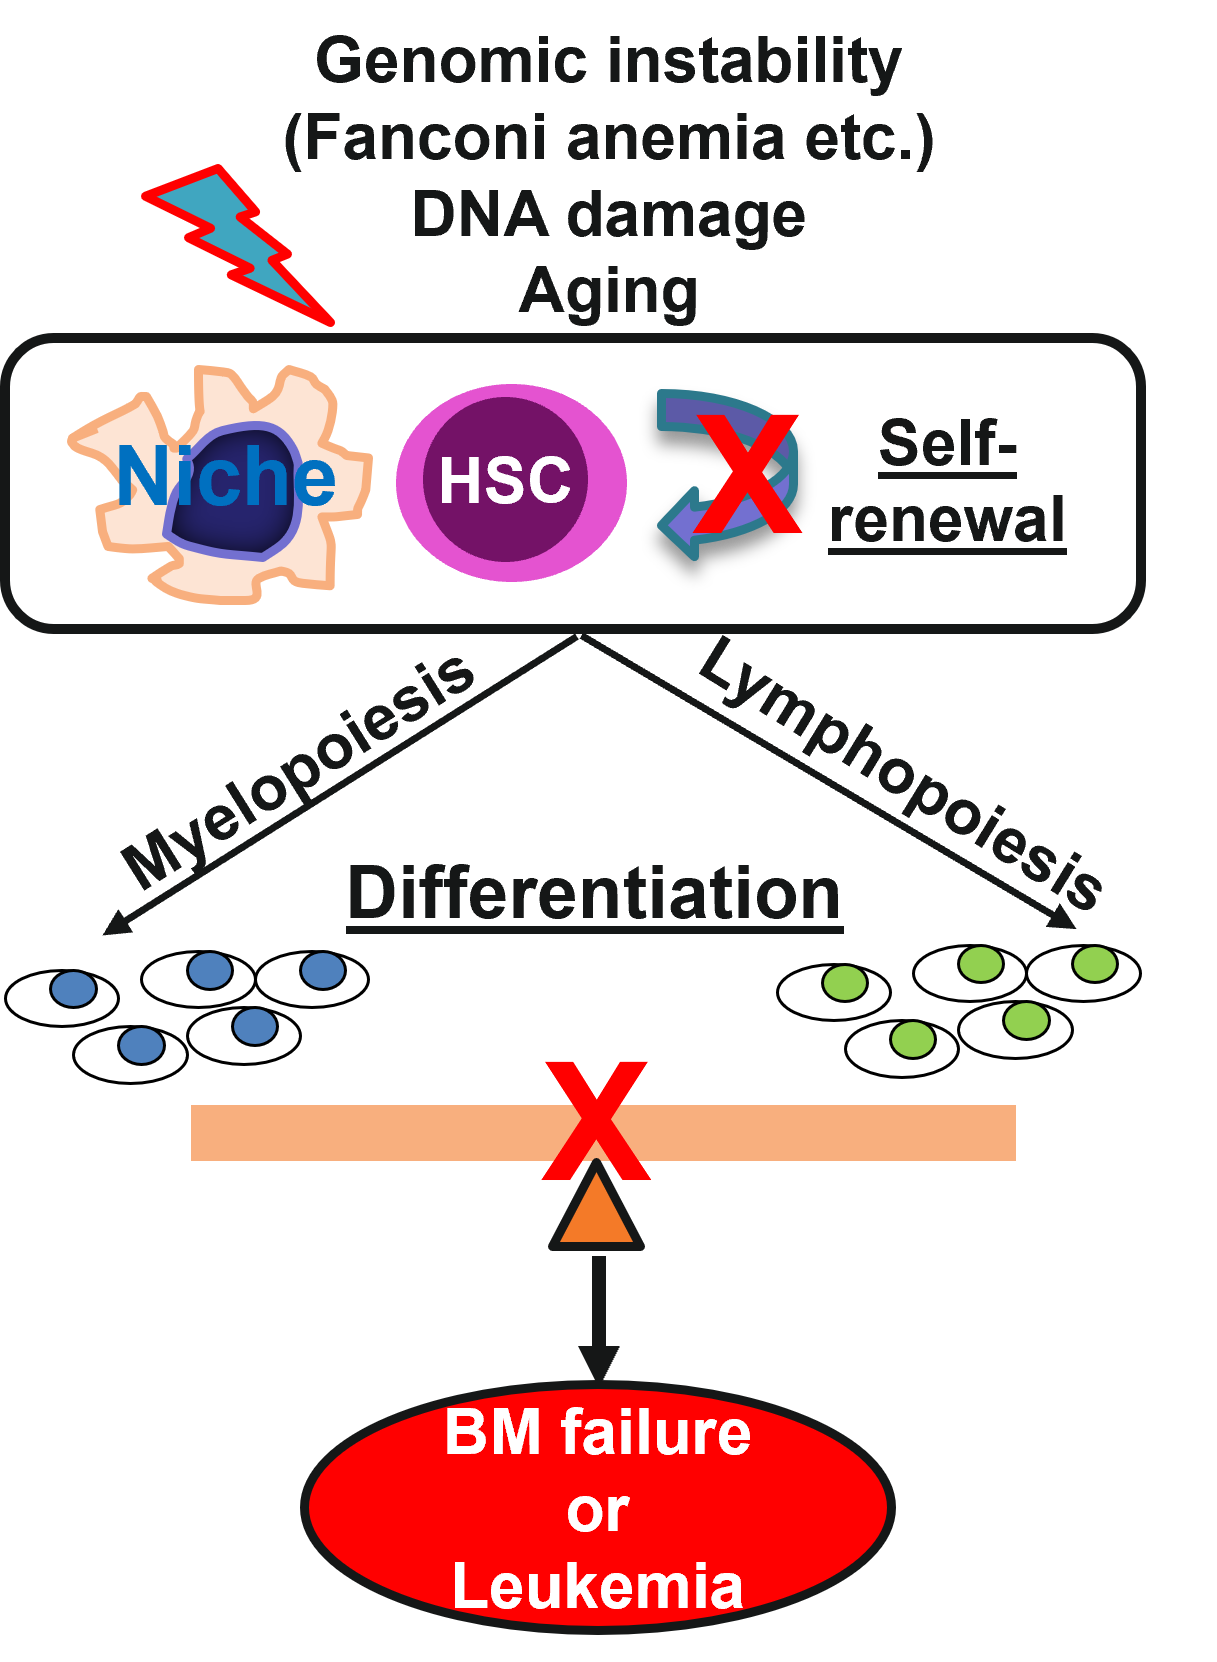 Genomic instability
(Fanconi anemia etc.)
DNA damage
Aging
Niche
HSC
X
Self-
renewal
Myelopoiesis
Lymphopoiesis
Differentiation
X
BM failure
or
Leukemia